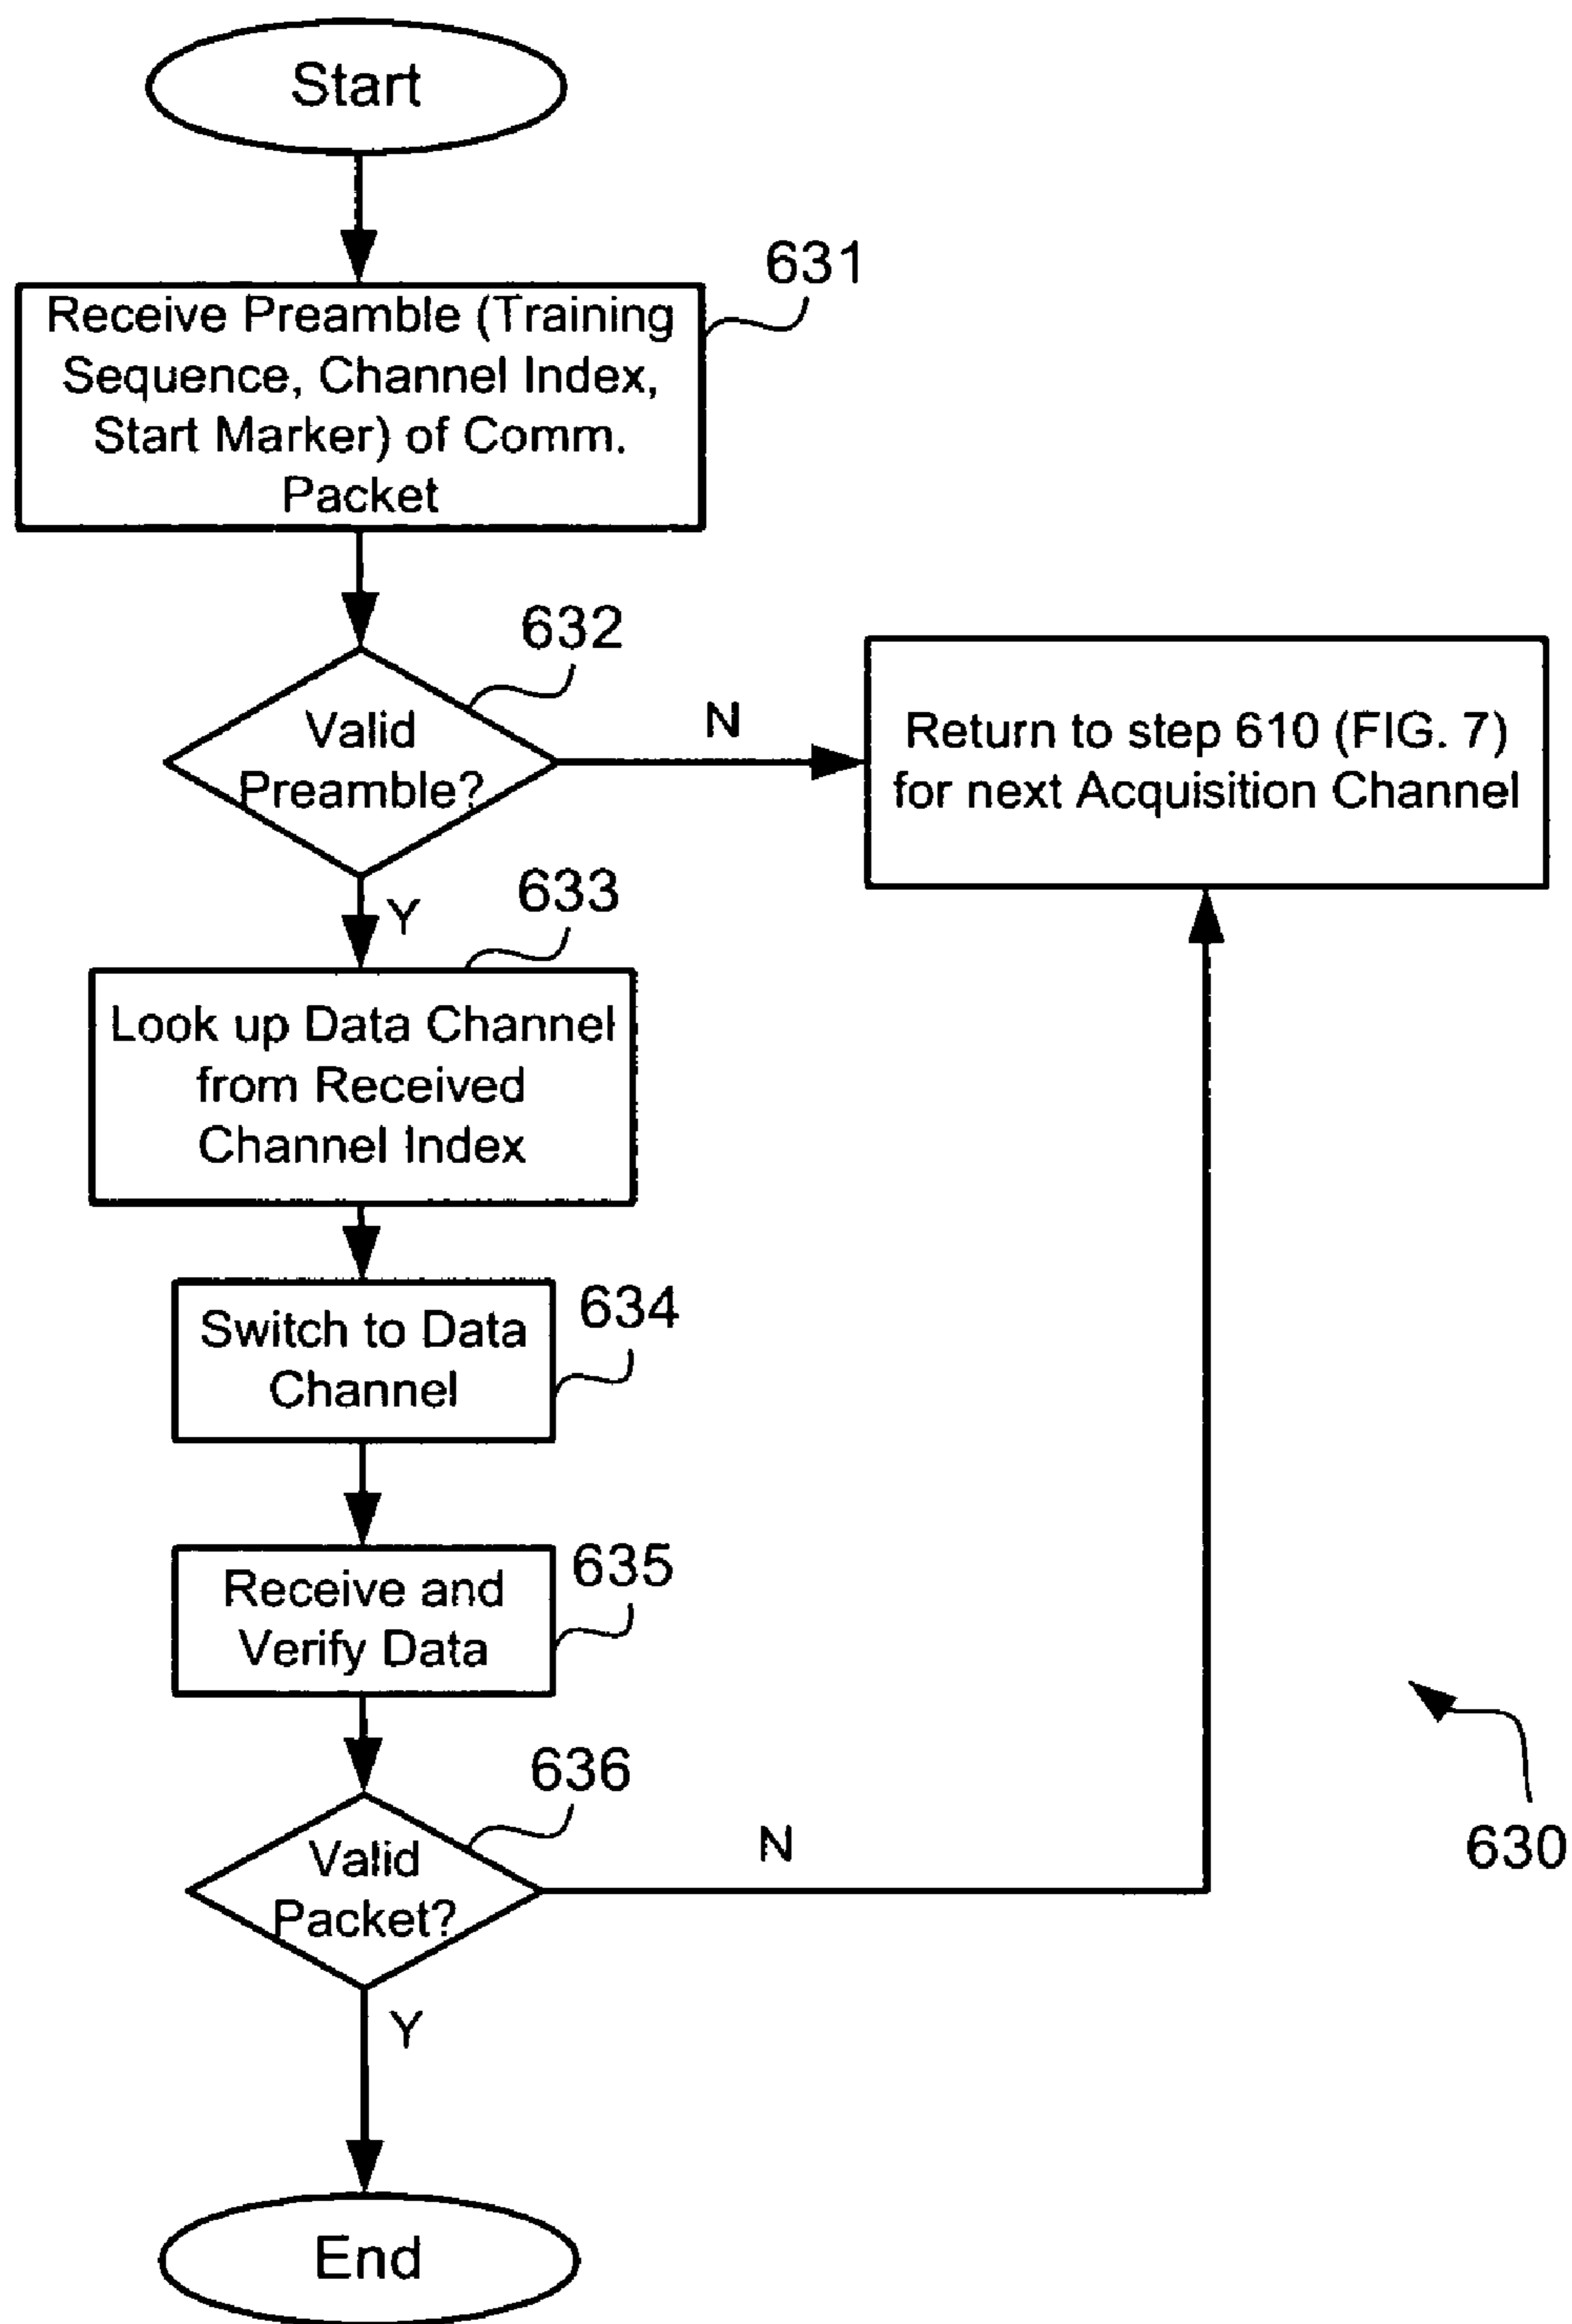 Start
631
Receive Preamble (Training
Sequence, Channel Index,
Start Marker) of Comm.
Packet
632
Valid
Preamble?
N
Return to step 610 (FIG. 7)
for next Acquisition Channel
Y
633
Look up Data Channel
from Received
Channel Index
634
Switch to Data
Channel
635
Receive and
Verify Data
636
Valid
Packet?
N
630
Y
End